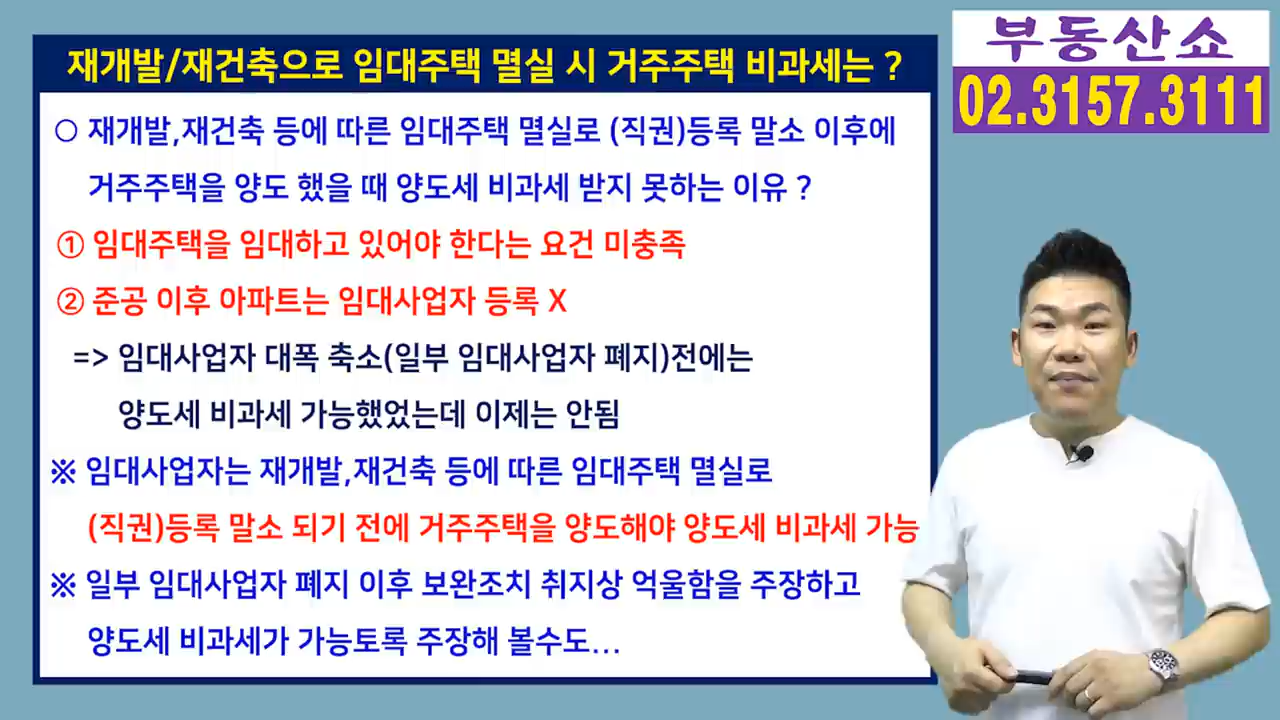 재개발/재건축으로 임대주택 멸실 시 거주주택 비과세는 ?
부동산쇼
02.3157.3111
○ 재개발,재건축 등에 따른 임대주택 멸실로 (직권)등록 말소 이후에
거주주택을 양도 했을 때 양도세 비과세 받지 못하는 이유 ?
① 임대주택을 임대하고 있어야 한다는 요건 미충족
② 준공 이후 아파트는 임대사업자 등록 X
=> 임대사업자 대폭 축소(일부 임대사업자 폐지)전에는
양도세 비과세 가능했었는데 이제는 안됨
※ 임대사업자는 재개발,재건축 등에 따른 임대주택 멸실로
(직권)등록 말소 되기 전에 거주주택을 양도해야 양도세 비과세 가능
※ 일부 임대사업자 폐지 이후 보완조치 취지상 억울함을 주장하고
양도세 비과세가 가능토록 주장해 볼수도...